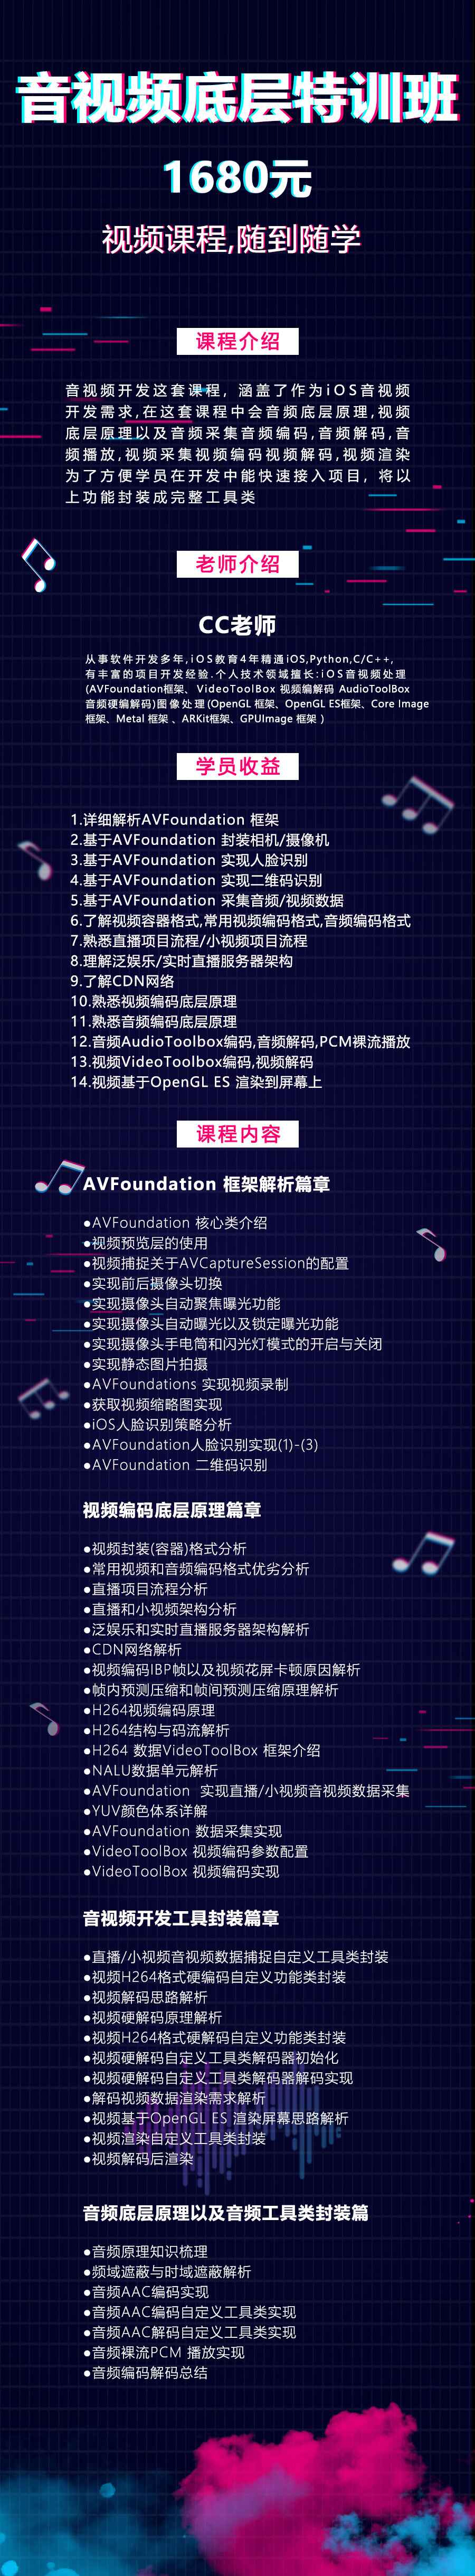 音视频底层特训班
1680元
视频课程,随到随学
课程介绍
音视频开发这套课程, 涵盖了作为iOS音视频
开发需求,在这套课程中会音频底层原理,视频
底层原理以及音频采集音频编码,音频解码,音
频播放,视频采集视频编码视频解码,视频渲染
为了方便学员在开发中能快速接入项目, 将以
上功能封装成完整工具类
老师介绍
CC老师
从事软件开发多年,iOS教育4年精通iOS,Python,C/C++,
有丰富的项目开发经验.个人技术领域擅长:iOS音视频处理
(AVFoundation框架、VideoToolBox 视频编解码 AudioToolBox
音频硬编解码)图像处理(OpenGL 框架、OpenGL ES框架、Core Image
框架、Metal 框架 、ARKit框架、GPUImage 框架 )
学员收益
1.详细解析AVFoundation 框架
2.基于AVFoundation 封装相机/摄像机
3.基于AVFoundation 实现人脸识别
4.基于AVFoundation 实现二维码识别
5.基于AVFoundation 采集音频/视频数据
6.了解视频容器格式,常用视频编码格式,音频编码格式
7.熟悉直播项目流程/小视频项目流程
8.理解泛娱乐/实时直播服务器架构
9.了解CDN网络
10.熟悉视频编码底层原理
11.熟悉音频编码底层原理
12.音频AudioToolbox编码,音频解码,PCM裸流播放
13.视频VideoToolbox编码,视频解码
14.视频基于OpenGL ES 渲染到屏幕上
课程内容
AVFoundation 框架解析篇章
●AVFoundation 核心类介绍
●视频预览层的使用
●视频捕捉关于AVCaptureSession的配置
●实现前后摄像头切换
●实现摄像头自动聚焦曝光功能
●实现摄像头自动曝光以及锁定曝光功能
●实现摄像头手电筒和闪光灯模式的开启与关闭
●实现静态图片拍摄
●AVFoundations 实现视频录制
●获取视频缩略图实现
●iOS人脸识别策略分析
●AVFoundation人脸识别实现(1)-(3)
●AVFoundation 二维码识别
视频编码底层原理篇章
●视频封装(容器)格式分析
●常用视频和音频编码格式优劣分析
●直播项目流程分析
●直播和小视频架构分析
●泛娱乐和实时直播服务器架构解析
●CDN网络解析
●视频编码IBP帧以及视频花屏卡顿原因解析
●帧内预测压缩和帧间预测压缩原理解析
●H264视频编码原理
●H264结构与码流解析
●H264 数据VideoToolBox 框架介绍
●NALU数据单元解析
●AVFoundation  实现直播/小视频音视频数据采集
●YUV颜色体系详解
●AVFoundation 数据采集实现
●VideoToolBox 视频编码参数配置
●VideoToolBox 视频编码实现
音视频开发工具封装篇章
●直播/小视频音视频数据捕捉自定义工具类封装
●视频H264格式硬编码自定义功能类封装
●视频解码思路解析
●视频硬解码原理解析
●视频H264格式硬解码自定义功能类封装
●视频硬解码自定义工具类解码器初始化
●视频硬解码自定义工具类解码器解码实现
●解码视频数据渲染需求解析
●视频基于OpenGL ES 渲染屏幕思路解析
●视频渲染自定义工具类封装
●视频解码后渲染
音频底层原理以及音频工具类封装篇
●音频原理知识梳理
●频域遮蔽与时域遮蔽解析
●音频AAC编码实现
●音频AAC编码自定义工具类实现
●音频AAC解码自定义工具类实现
●音频裸流PCM 播放实现
●音频编码解码总结